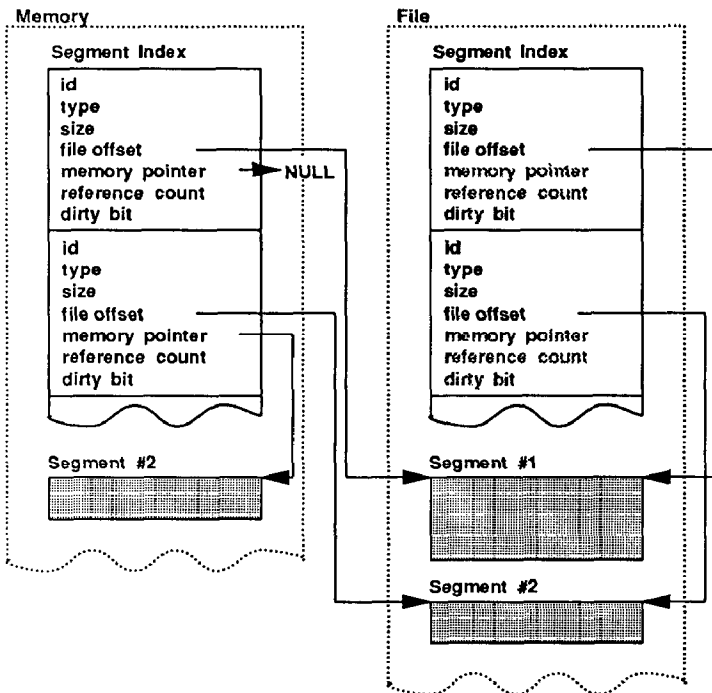 Memory
Segment Index
id
type
size
file offset
memory pointer
NULL
reference count
dirty bit
id
type
size
file offset
memory pointer
reference count
dirty bit
Segment #2
File
Segment Index
id
type
size
file offset
memory pointer
reference count
dirty bit
id
type
size
file offset
memory pointer
reference count
dirty bit
Segment #1
Segment #2